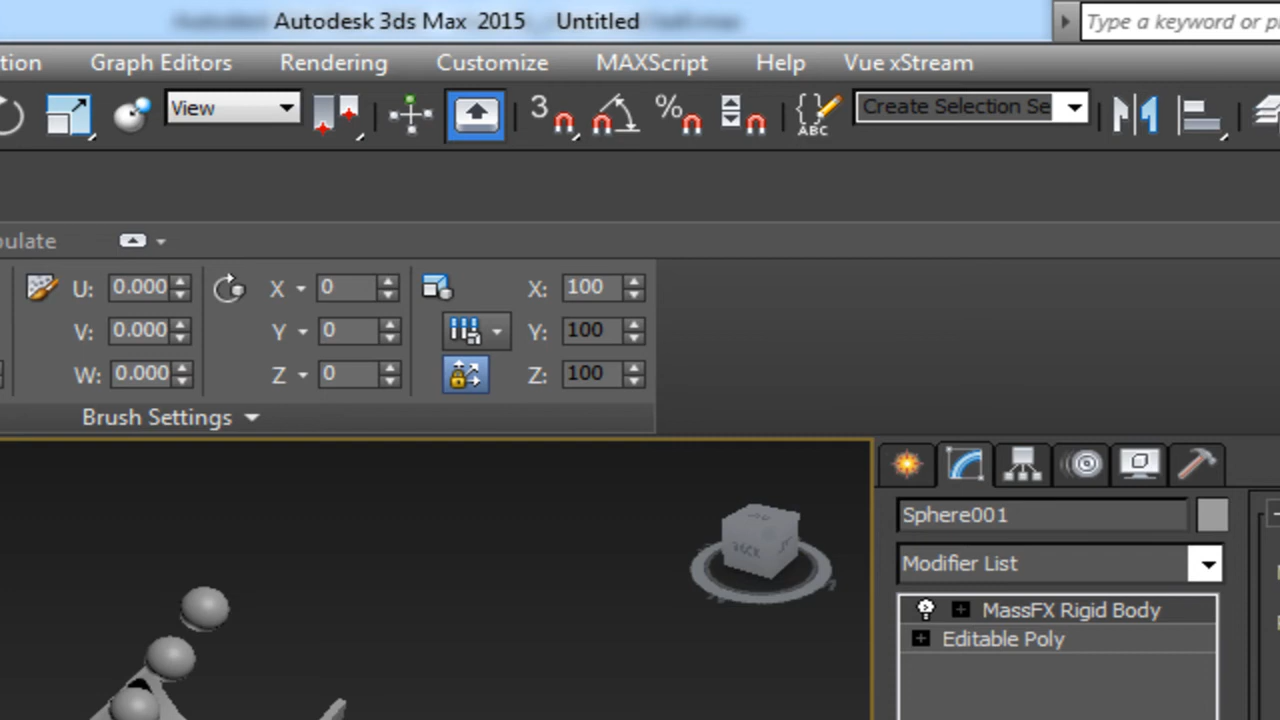 Autodesk 3ds Max 2015 Untitled
Type a keyword or p
tion Graph Editors Rendering Customize MAXScript Help Vue xStream
View
3
%
ABC
Create Selection Se
pulate
U: 0.000 X 0 X: 100
V: 0.000 Y 0 Y: 100
W: 0.000 Z 0 Z: 100
Brush Settings
Sphere001
Modifier List
MassFX Rigid Body
Editable Poly